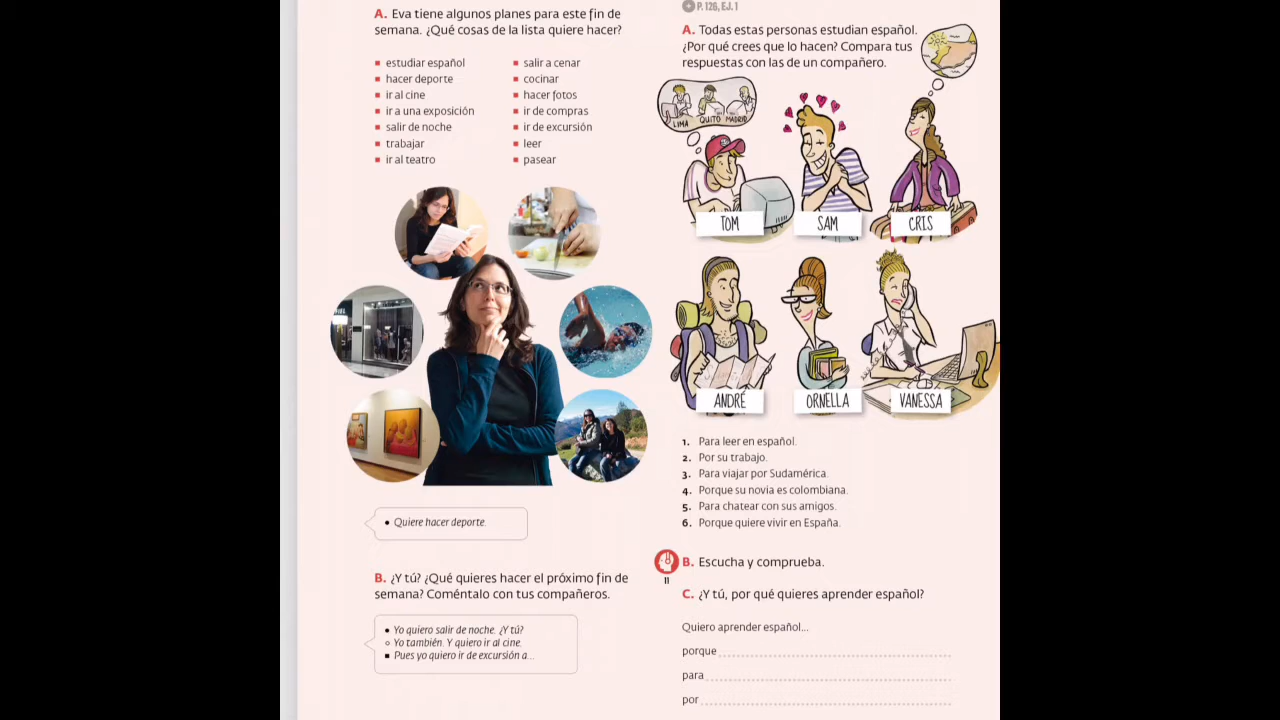 A. Eva tiene algunos planes para este fin de
semana. ¿Qué cosas de la lista quiere hacer?
estudiar español
hacer deporte
ir al cine
ir a una exposición
salir de noche
trabajar
ir al teatro
salir a cenar
cocinar
hacer fotos
ir de compras
ir de excursión
leer
pasear
• Quiere hacer deporte.
B. ¿Y tú? ¿Qué quieres hacer el próximo fin de
semana? Coméntalo con tus compañeros.
• Yo quiero salir de noche. ¿Y tú?
○ Yo también. Y quiero ir al cine.
■ Pues yo quiero ir de excursión a...
+ P. 126, EJ. 1
A. Todas estas personas estudian español.
¿Por qué crees que lo hacen? Compara tus
respuestas con las de un compañero.
LIMA QUITO MADRID
TOM SAM CRIS
ANDRÉ ORNELLA VANESSA
1. Para leer en español.
2. Por su trabajo.
3. Para viajar por Sudamérica.
4. Porque su novia es colombiana.
5. Para chatear con sus amigos.
6. Porque quiere vivir en España.
11
B. Escucha y comprueba.
C. ¿Y tú, por qué quieres aprender español?
Quiero aprender español...
porque
para
por